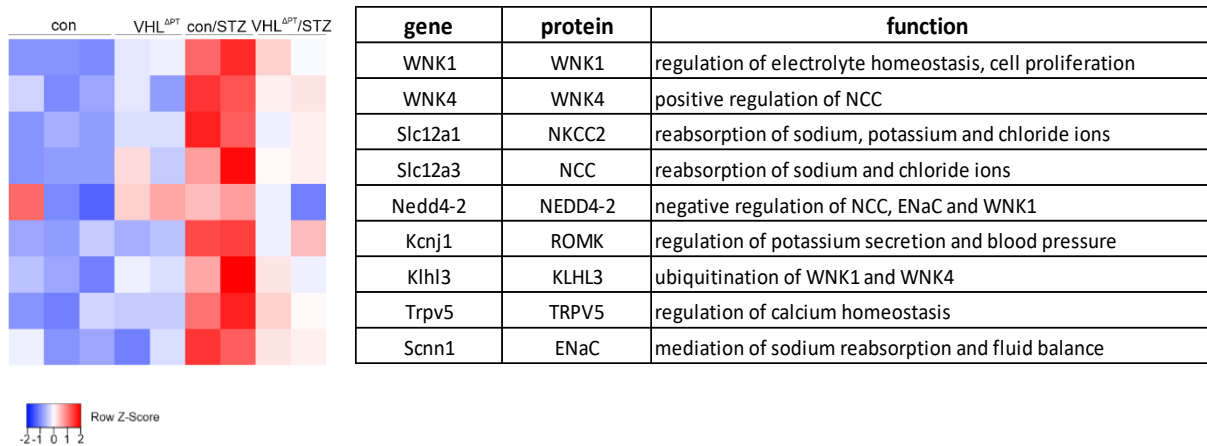 con VHL^ΔPT con/STZ VHL^ΔPT/STZ
gene protein function
WNK1 WNK1 regulation of electrolyte homeostasis, cell proliferation
WNK4 WNK4 positive regulation of NCC
Slc12a1 NKCC2 reabsorption of sodium, potassium and chloride ions
Slc12a3 NCC reabsorption of sodium and chloride ions
Nedd4-2 NEDD4-2 negative regulation of NCC, ENaC and WNK1
Kcnj1 ROMK regulation of potassium secretion and blood pressure
Klhl3 KLHL3 ubiquitination of WNK1 and WNK4
Trpv5 TRPV5 regulation of calcium homeostasis
Scnn1 ENaC mediation of sodium reabsorption and fluid balance
Row Z-Score
-2 -1 0 1 2